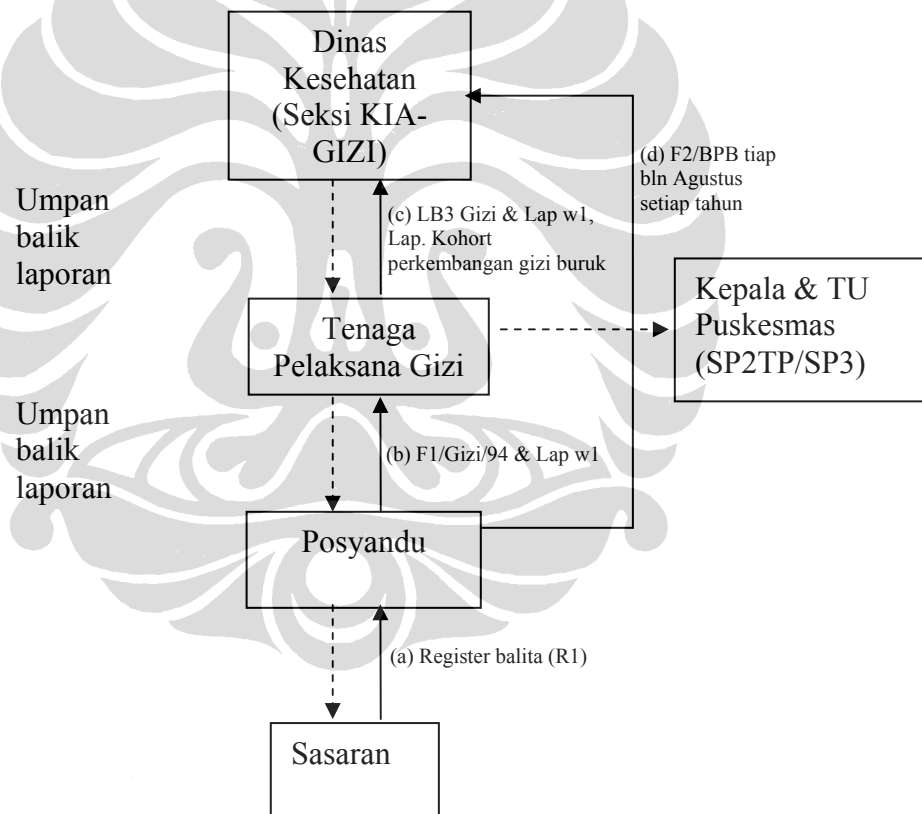 Dinas
Kesehatan
(Seksi KIA-
GIZI)
(d) F2/BPB tiap
bln Agustus
setiap tahun
Umpan
balik
laporan
(c) LB3 Gizi & Lap w1,
Lap. Kohort
perkembangan gizi buruk
Kepala & TU
Puskesmas
(SP2TP/SP3)
Tenaga
Pelaksana Gizi
Umpan
balik
laporan
(b) F1/Gizi/94 & Lap w1
Posyandu
(a) Register balita (R1)
Sasaran